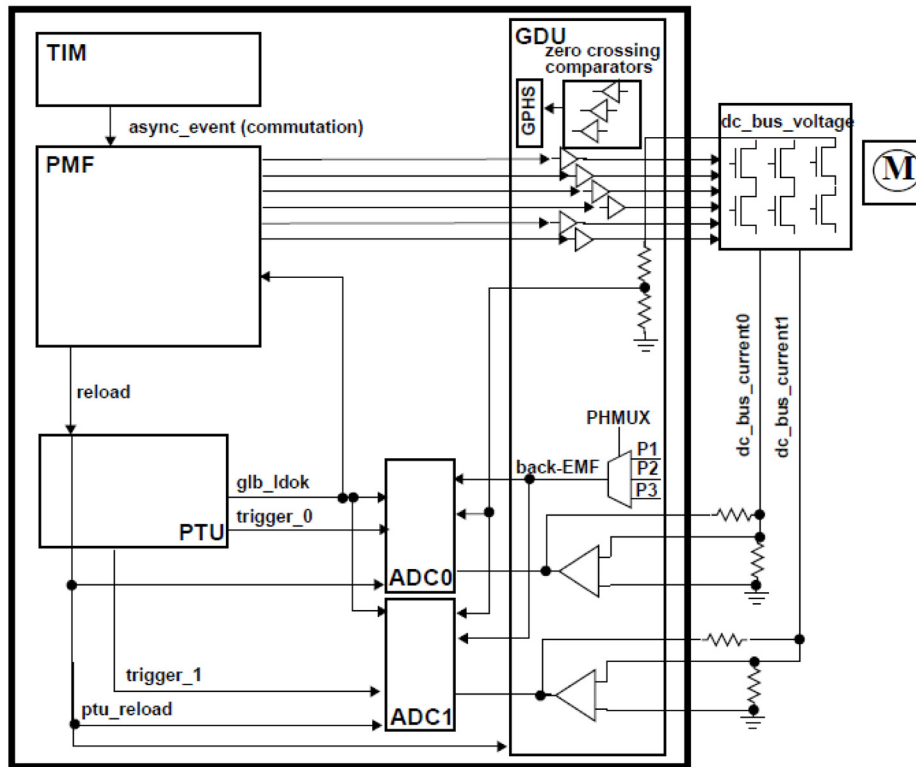 TIM
GDU
zero crossing
comparators
GPHS
async_event (commutation)
dc_bus_voltage
PMF
M
reload
dc_bus_current0
dc_bus_current1
PHMUX
P1
P2
P3
back-EMF
glb_ldok
trigger_0
PTU
ADC0
trigger_1
ptu_reload
ADC1